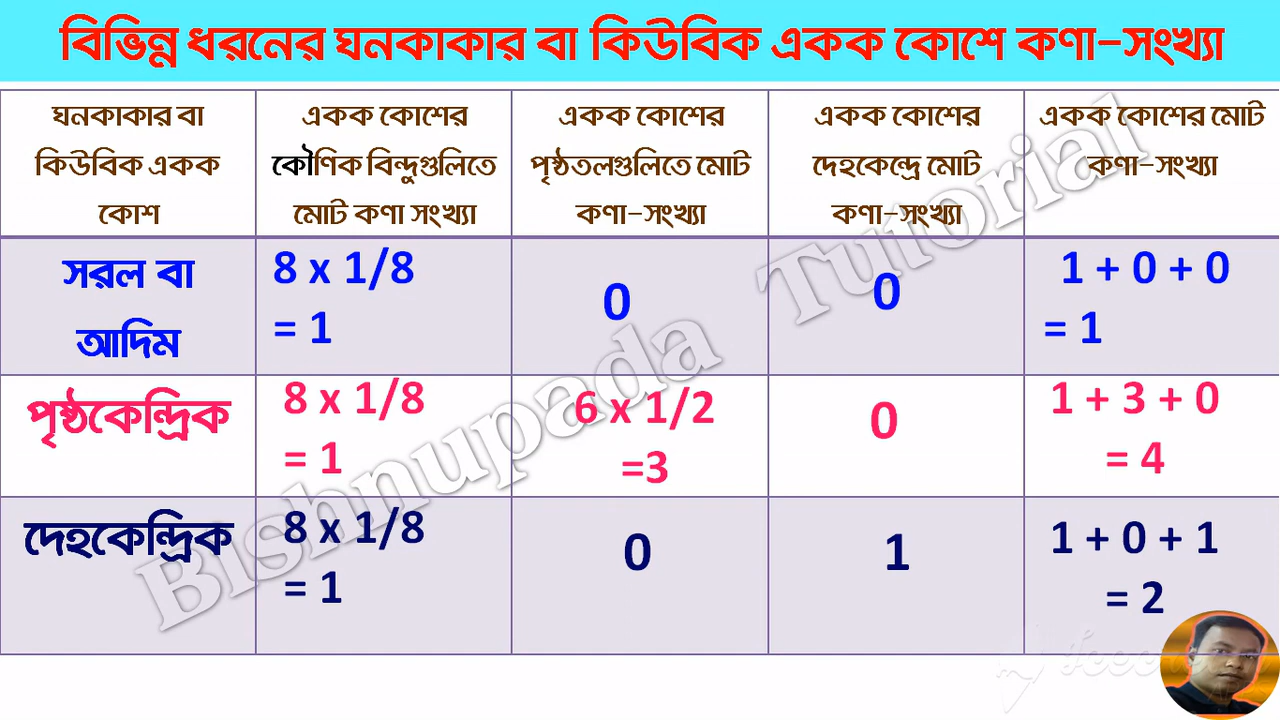 বিভিন্ন ধরনের ঘনকাকার বা কিউবিক একক কোশে কণা-সংখ্যা
ঘনকাকার বা
কিউবিক একক
কোশ
একক কোশের
কৌণিক বিন্দুগুলিতে
মোট কণা সংখ্যা
একক কোশের
পৃষ্ঠতলগুলিতে মোট
কণা-সংখ্যা
একক কোশের
দেহকেন্দ্রে মোট
কণা-সংখ্যা
একক কোশের মোট
কণা-সংখ্যা
সরল বা
আদিম
8 x 1/8
= 1
0
0
1 + 0 + 0
= 1
পৃষ্ঠকেন্দ্রিক
8 x 1/8
= 1
6 x 1/2
=3
0
1 + 3 + 0
= 4
দেহকেন্দ্রিক
8 x 1/8
= 1
0
1
1 + 0 + 1
= 2
Bishnupada Tutorial